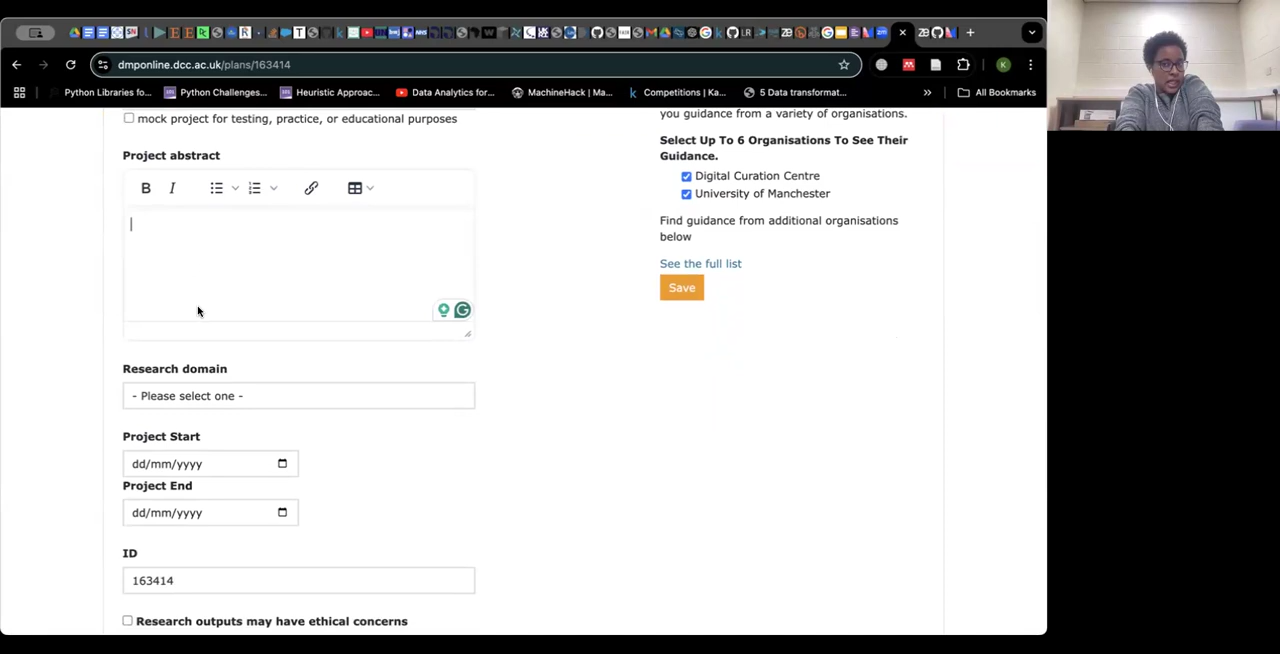 dmponline.dcc.ac.uk/plans/163414
K
Python Libraries fo...
Python Challenges...
Heuristic Approac...
Data Analytics for...
MachineHack | Ma...
Competitions | Ka...
5 Data transformat...
»
All Bookmarks
mock project for testing, practice, or educational purposes
Project abstract
B I
Research domain
- Please select one -
Project Start
dd/mm/yyyy
Project End
dd/mm/yyyy
ID
163414
Research outputs may have ethical concerns
you guidance from a variety of organisations.
Select Up To 6 Organisations To See Their
Guidance.
Digital Curation Centre
University of Manchester
Find guidance from additional organisations
below
See the full list
Save